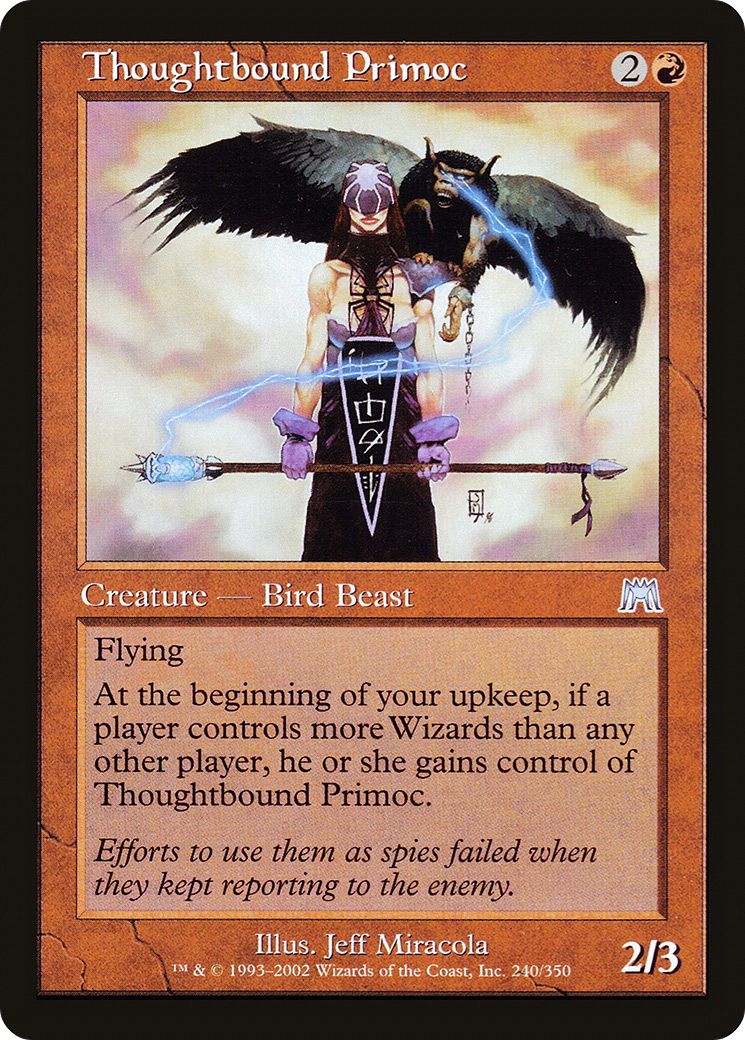 Thoughtbound Primoc 2
Creature — Bird Beast
Flying
At the beginning of your upkeep, if a
player controls more Wizards than any
other player, he or she gains control of
Thoughtbound Primoc.
Efforts to use them as spies failed when
they kept reporting to the enemy.
Illus. Jeff Miracola
™ & © 1993–2002 Wizards of the Coast, Inc. 240/350
2/3